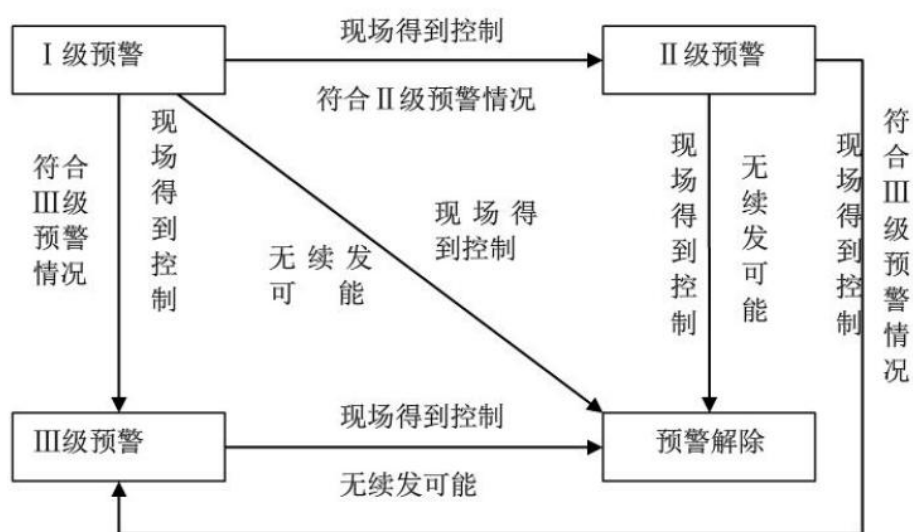 现场得到控制
Ⅰ级预警
Ⅱ级预警
符合Ⅱ级预警情况
符合
Ⅲ级
预警
情况
现场得到控制
现场得
到控制
无续发
可能
现场得到控制
无续发可能
现场得到控制
符合Ⅲ级预警情况
现场得到控制
Ⅲ级预警
预警解除
无续发可能